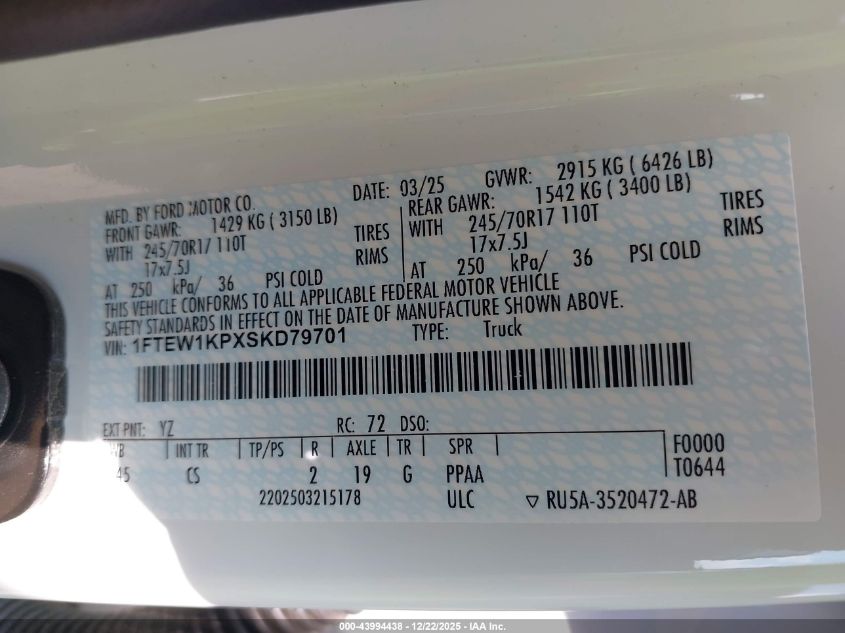 MFD. BY FORD MOTOR CO. DATE: 03/25 GVWR: 2915 KG ( 6426 LB)
FRONT GAWR: 1429 KG ( 3150 LB) REAR GAWR: 1542 KG ( 3400 LB)
WITH 245/70R17 110T TIRES WITH 245/70R17 110T TIRES
17x7.5J RIMS 17x7.5J RIMS
AT 250 kPa/ 36 PSI COLD AT 250 kPa/ 36 PSI COLD
THIS VEHICLE CONFORMS TO ALL APPLICABLE FEDERAL MOTOR VEHICLE
SAFETY STANDARDS IN EFFECT ON THE DATE OF MANUFACTURE SHOWN ABOVE.
VIN: 1FTEW1KPXSKD79701 TYPE: Truck
EXT PNT: YZ RC: 72 DSO:
WB INT TR TP/PS R AXLE TR SPR F0000
45 CS 2 19 G PPAA T0644
2202503215178 ULC ▽ RU5A-3520472-AB
000-43994438 - 12/22/2025 - IAA Inc.